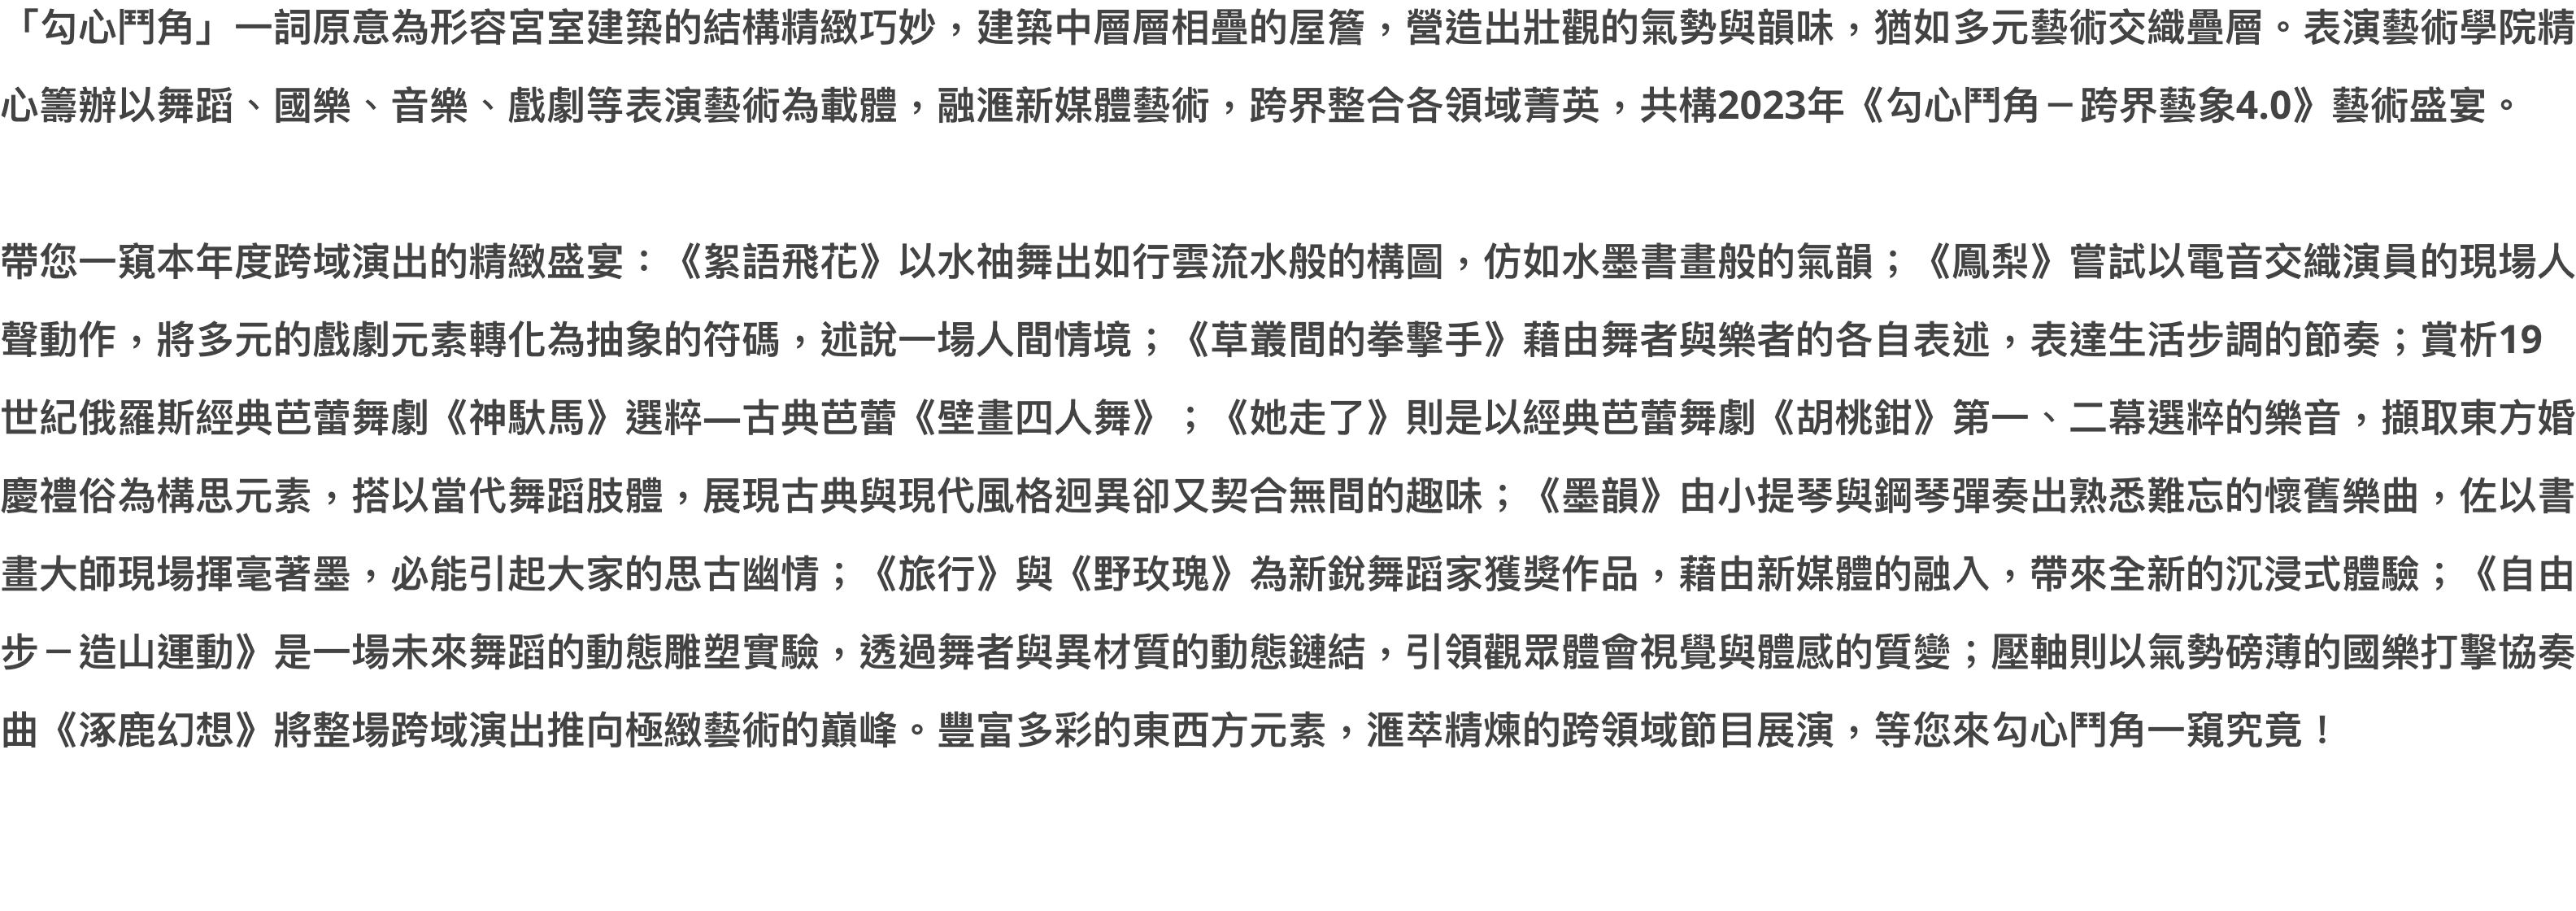 「勾心鬥角」一詞原意為形容宮室建築的結構精緻巧妙，建築中層層相疊的屋簷，營造出壯觀的氣勢與韻味，猶如多元藝術交織疊層。表演藝術學院精
心籌辦以舞蹈、國樂、音樂、戲劇等表演藝術為載體，融滙新媒體藝術，跨界整合各領域菁英，共構2023年《勾心鬥角－跨界藝象4.0》藝術盛宴。
帶您一窺本年度跨域演出的精緻盛宴：《絮語飛花》以水袖舞出如行雲流水般的構圖，仿如水墨書畫般的氣韻；《鳳梨》嘗試以電音交織演員的現場人
聲動作，將多元的戲劇元素轉化為抽象的符碼，述說一場人間情境；《草叢間的拳擊手》藉由舞者與樂者的各自表述，表達生活步調的節奏；賞析19
世紀俄羅斯經典芭蕾舞劇《神馱馬》選粹—古典芭蕾《壁畫四人舞》；《她走了》則是以經典芭蕾舞劇《胡桃鉗》第一、二幕選粹的樂音，擷取東方婚
慶禮俗為構思元素，搭以當代舞蹈肢體，展現古典與現代風格迥異卻又契合無間的趣味；《墨韻》由小提琴與鋼琴彈奏出熟悉難忘的懷舊樂曲，佐以書
畫大師現場揮毫著墨，必能引起大家的思古幽情；《旅行》與《野玫瑰》為新銳舞蹈家獲獎作品，藉由新媒體的融入，帶來全新的沉浸式體驗；《自由
步－造山運動》是一場未來舞蹈的動態雕塑實驗，透過舞者與異材質的動態鏈結，引領觀眾體會視覺與體感的質變；壓軸則以氣勢磅薄的國樂打擊協奏
曲《涿鹿幻想》將整場跨域演出推向極緻藝術的巔峰。豐富多彩的東西方元素，滙萃精煉的跨領域節目展演，等您來勾心鬥角一窺究竟！